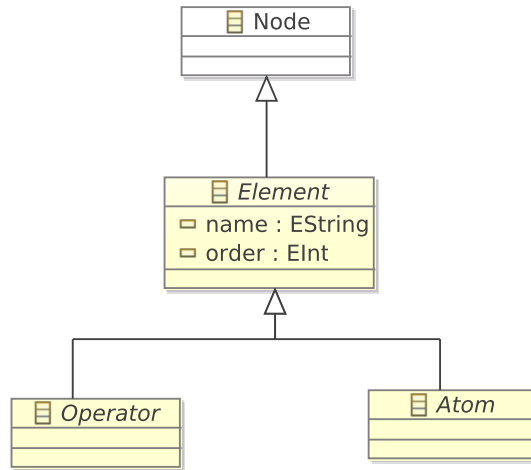 Node
Element
name : EString
order : EInt
Operator
Atom